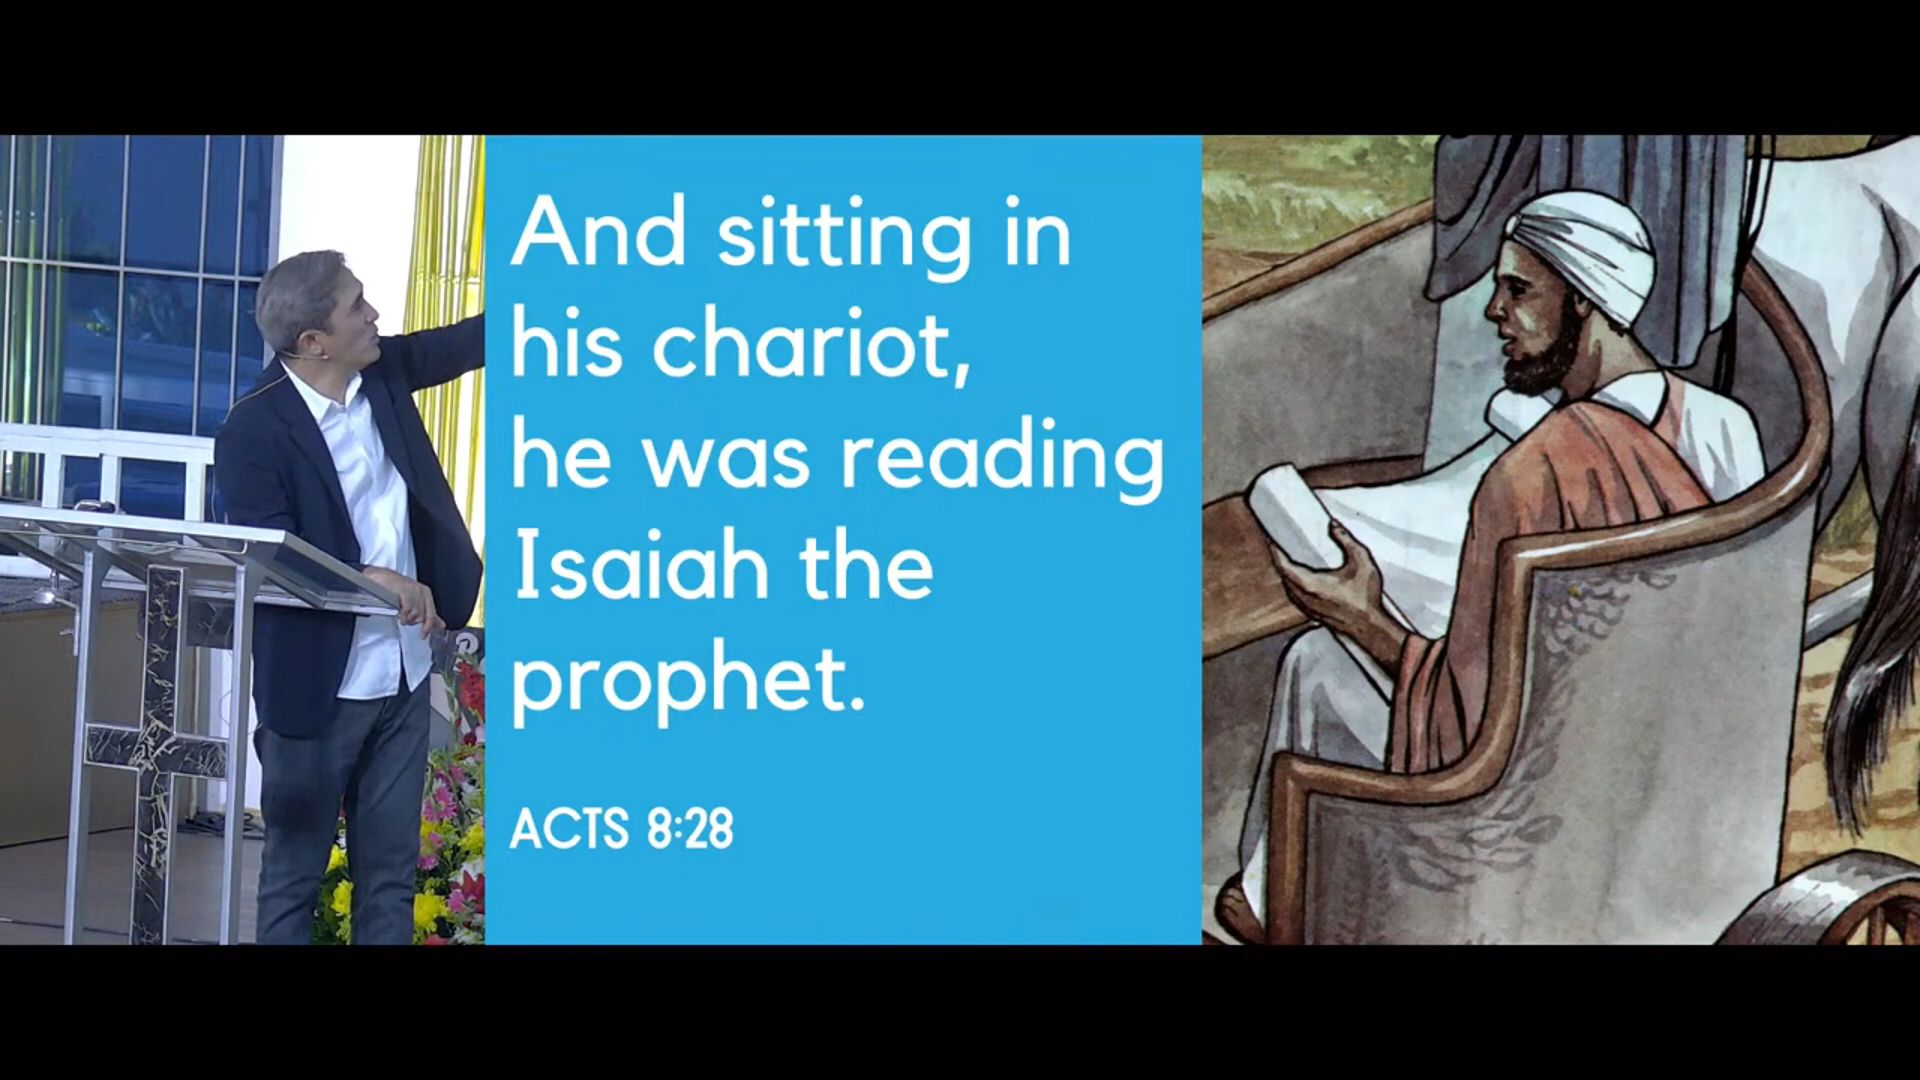 And sitting in
his chariot,
he was reading
Isaiah the
prophet.
ACTS 8:28